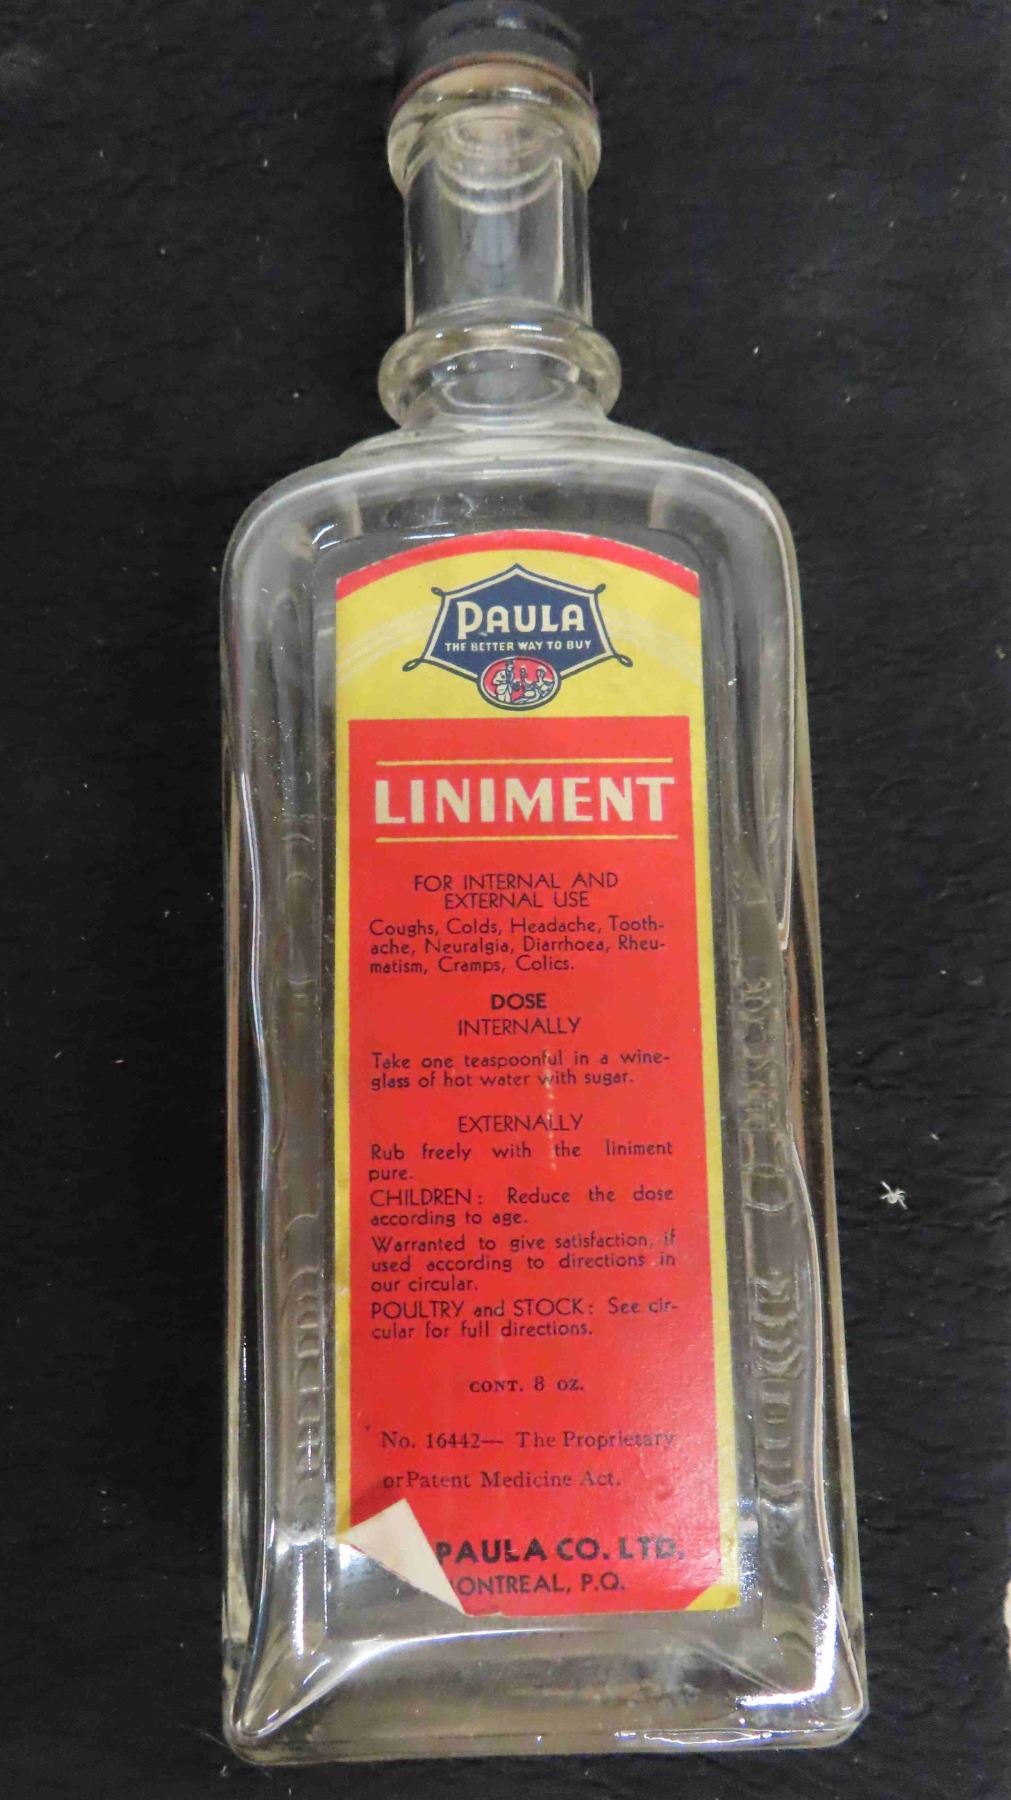 PAULA
THE BETTER WAY TO BUY
LINIMENT
FOR INTERNAL AND
EXTERNAL USE
Coughs, Colds, Headache, Tooth-
ache, Neuralgia, Diarrhoea, Rheu-
matism, Cramps, Colics.
DOSE
INTERNALLY
Take one teaspoonful in a wine-
glass of hot water with sugar.
EXTERNALLY
Rub freely with the liniment
pure.
CHILDREN: Reduce the dose
according to age.
Warranted to give satisfaction, if
used according to directions in
our circular.
POULTRY and STOCK: See cir-
cular for full directions.
CONT. 8 OZ.
No. 16442— The Proprietary
orPatent Medicine Act.
PAULA CO. LTD.
ONTREAL, P.Q.